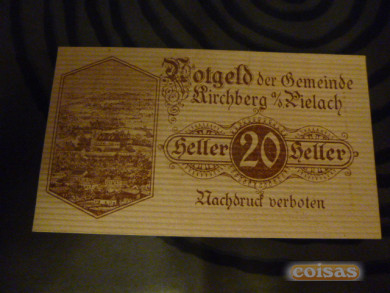 Notgeld der Gemeinde
Kirchberg a/d Pielach
Heller 20 Heller
Nachdruck verboten
coisas